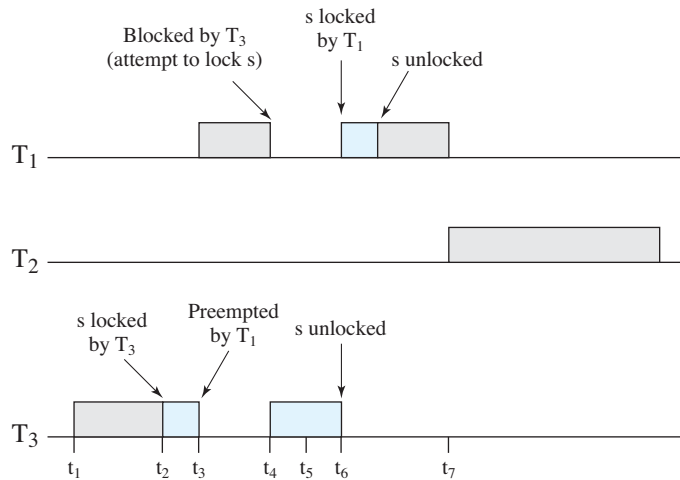 s locked
by T1
Blocked by T3
(attempt to lock s)
s unlocked
T1
T2
s locked
by T3
Preempted
by T1
s unlocked
T3
t1 t2 t3 t4 t5 t6 t7